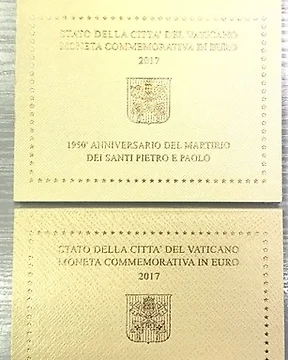 STATO DELLA CITTA' DEL VATICANO
MONETA COMMEMORATIVA IN EURO
2017
1950° ANNIVERSARIO DEL MARTIRIO
DEI SANTI PIETRO E PAOLO
STATO DELLA CITTA' DEL VATICANO
MONETA COMMEMORATIVA IN EURO
2017